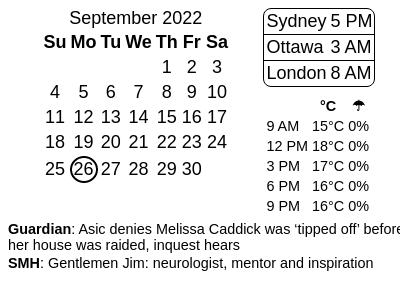 September 2022
Su Mo Tu We Th Fr Sa
1 2 3
4 5 6 7 8 9 10
11 12 13 14 15 16 17
18 19 20 21 22 23 24
25 26 27 28 29 30
Sydney 5 PM
Ottawa 3 AM
London 8 AM
°C ☂
9 AM 15°C 0%
12 PM 18°C 0%
3 PM 17°C 0%
6 PM 16°C 0%
9 PM 16°C 0%
Guardian: Asic denies Melissa Caddick was ‘tipped off’ before
her house was raided, inquest hears
SMH: Gentlemen Jim: neurologist, mentor and inspiration